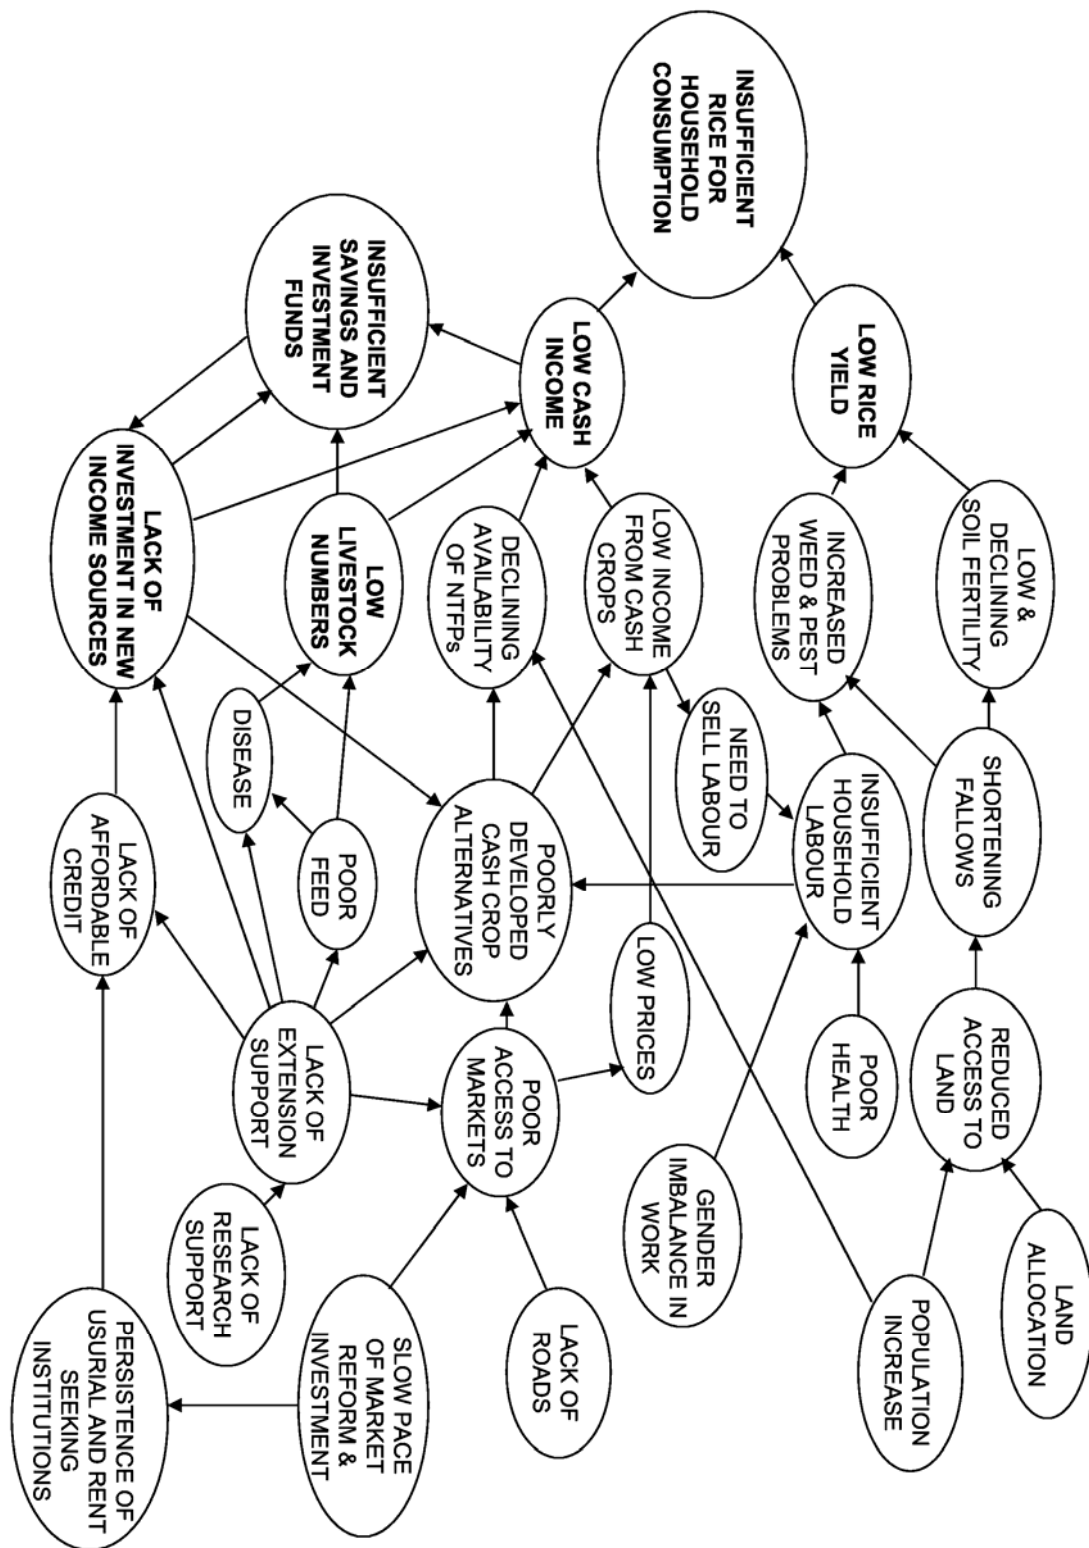 INSUFFICIENT
RICE FOR
HOUSEHOLD
CONSUMPTION
INSUFFICIENT
SAVINGS AND
INVESTMENT
FUNDS
LOW CASH
INCOME
LOW RICE
YIELD
LACK OF
INVESTMENT IN NEW
INCOME SOURCES
LOW
LIVESTOCK
NUMBERS
DECLINING
AVAILABILITY
OF NTFPs
LOW INCOME
FROM CASH
CROPS
INCREASED
WEED & PEST
PROBLEMS
LOW &
DECLINING
SOIL FERTILITY
DISEASE
NEED TO
SELL LABOUR
LACK OF
AFFORDABLE
CREDIT
POOR
FEED
POORLY
DEVELOPED
CASH CROP
ALTERNATIVES
INSUFFICIENT
HOUSEHOLD
LABOUR
SHORTENING
FALLOWS
LOW PRICES
LACK OF
EXTENSION
SUPPORT
POOR
ACCESS TO
MARKETS
POOR
HEALTH
REDUCED
ACCESS TO
LAND
LACK OF
RESEARCH
SUPPORT
GENDER
IMBALANCE IN
WORK
PERSISTENCE OF
USURIAL AND RENT
SEEKING
INSTITUTIONS
SLOW PACE
OF MARKET
REFORM &
INVESTMENT
LACK OF
ROADS
POPULATION
INCREASE
LAND
ALLOCATION